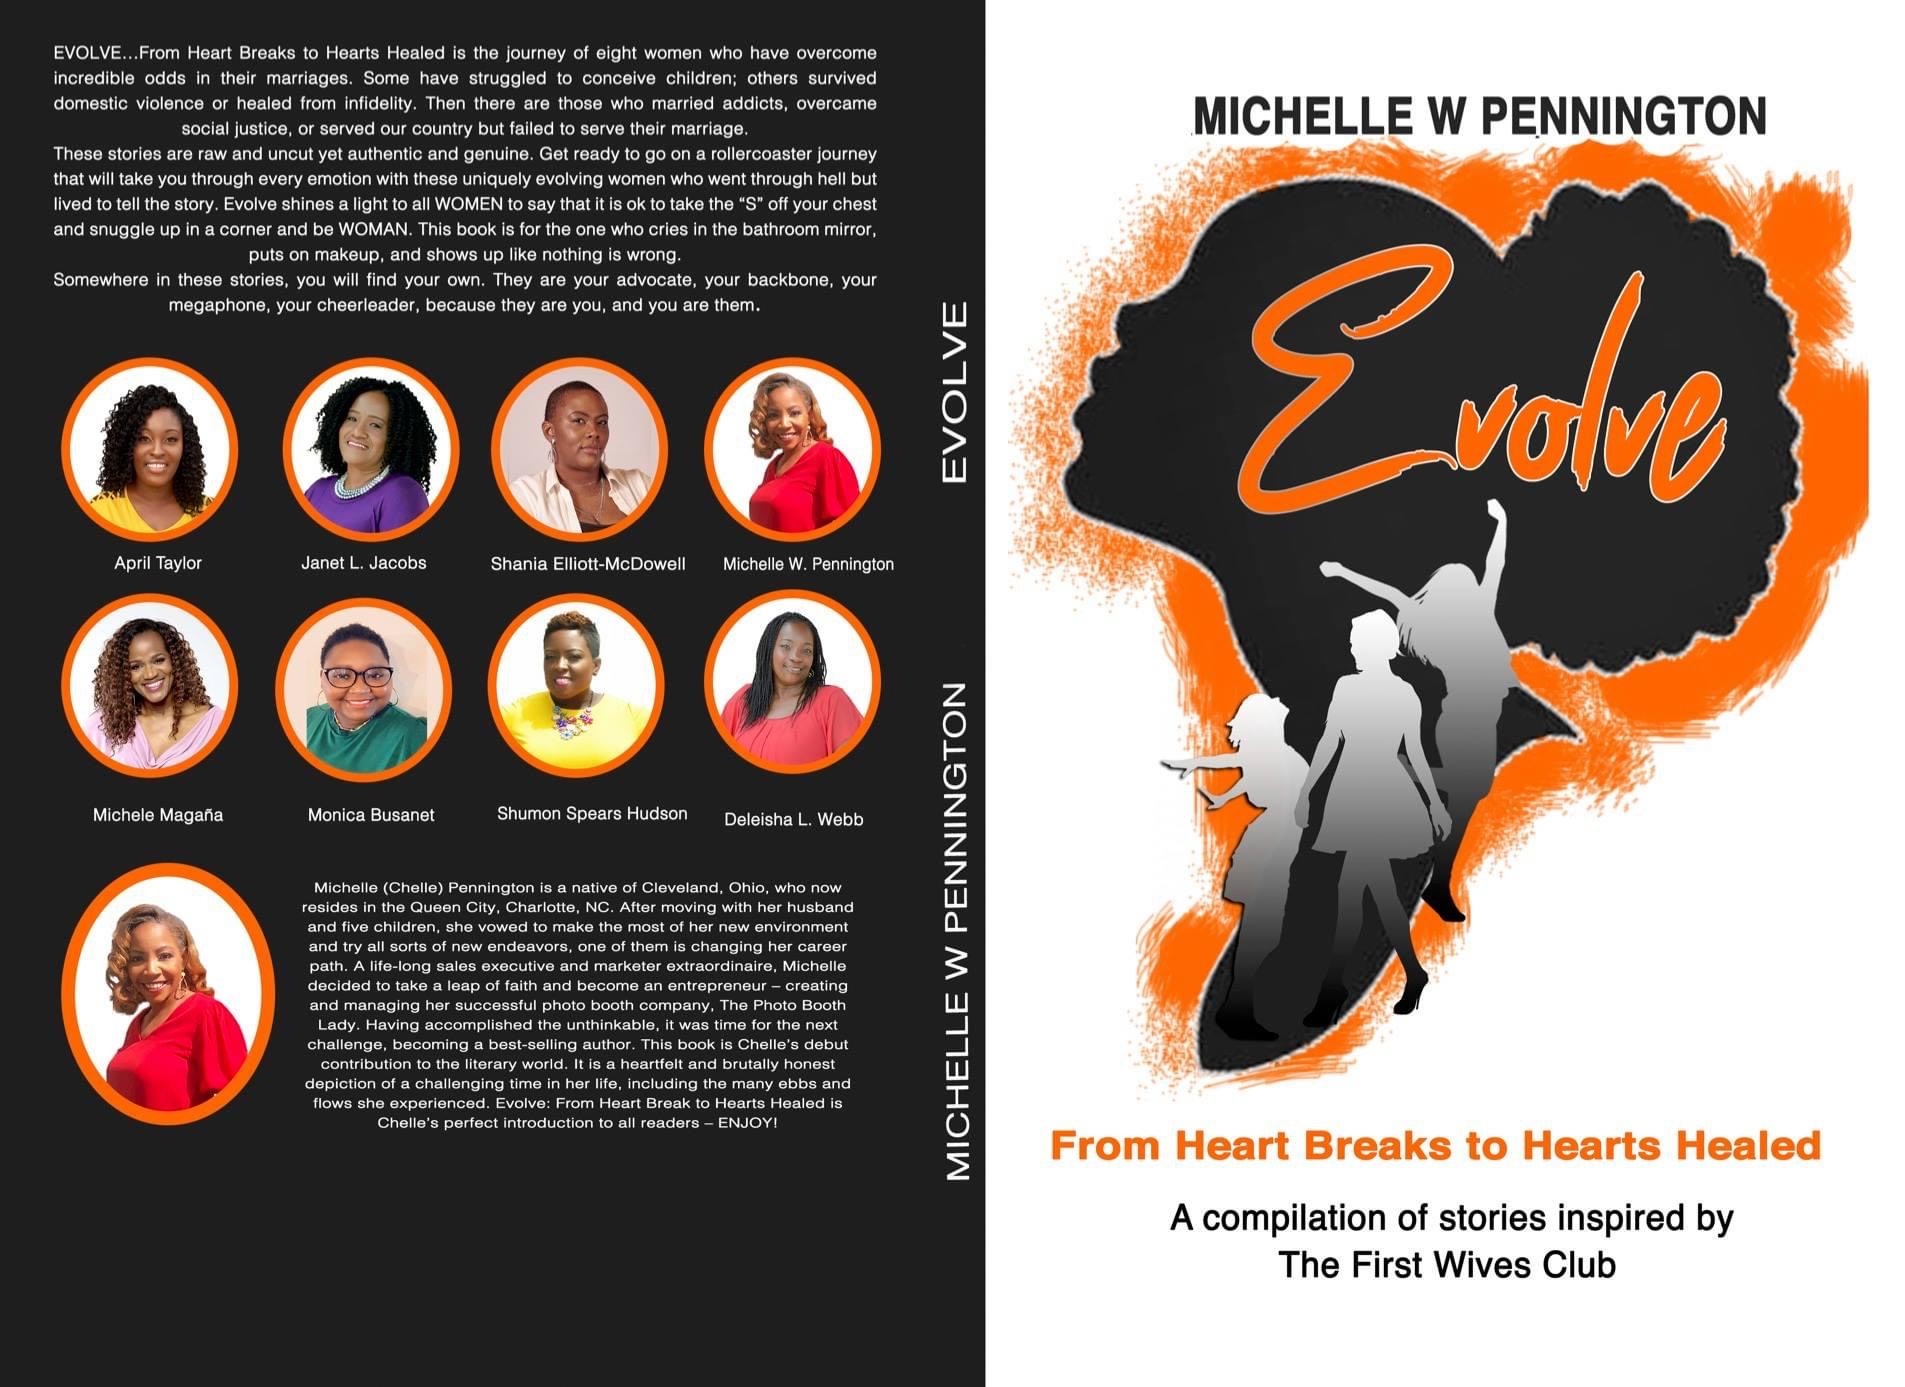 EVOLVE...From Heart Breaks to Hearts Healed is the journey of eight women who have overcome
incredible odds in their marriages. Some have struggled to conceive children; others survived
domestic violence or healed from infidelity. Then there are those who married addicts, overcame
social justice, or served our country but failed to serve their marriage.
These stories are raw and uncut yet authentic and genuine. Get ready to go on a rollercoaster journey
that will take you through every emotion with these uniquely evolving women who went through hell but
lived to tell the story. Evolve shines a light to all WOMEN to say that it is ok to take the “S” off your chest
and snuggle up in a corner and be WOMAN. This book is for the one who cries in the bathroom mirror,
puts on makeup, and shows up like nothing is wrong.
Somewhere in these stories, you will find your own. They are your advocate, your backbone, your
megaphone, your cheerleader, because they are you, and you are them.
April Taylor
Janet L. Jacobs
Shania Elliott-McDowell
Michelle W. Pennington
Michele Magaña
Monica Busanet
Shumon Spears Hudson
Deleisha L. Webb
Michelle (Chelle) Pennington is a native of Cleveland, Ohio, who now
resides in the Queen City, Charlotte, NC. After moving with her husband
and five children, she vowed to make the most of her new environment
and try all sorts of new endeavors, one of them is changing her career
path. A life-long sales executive and marketer extraordinaire, Michelle
decided to take a leap of faith and become an entrepreneur – creating
and managing her successful photo booth company, The Photo Booth
Lady. Having accomplished the unthinkable, it was time for the next
challenge, becoming a best-selling author. This book is Chelle’s debut
contribution to the literary world. It is a heartfelt and brutally honest
depiction of a challenging time in her life, including the many ebbs and
flows she experienced. Evolve: From Heart Break to Hearts Healed is
Chelle’s perfect introduction to all readers – ENJOY!
MICHELLE W PENNINGTON EVOLVE
MICHELLE W PENNINGTON
Evolve
From Heart Breaks to Hearts Healed
A compilation of stories inspired by
The First Wives Club